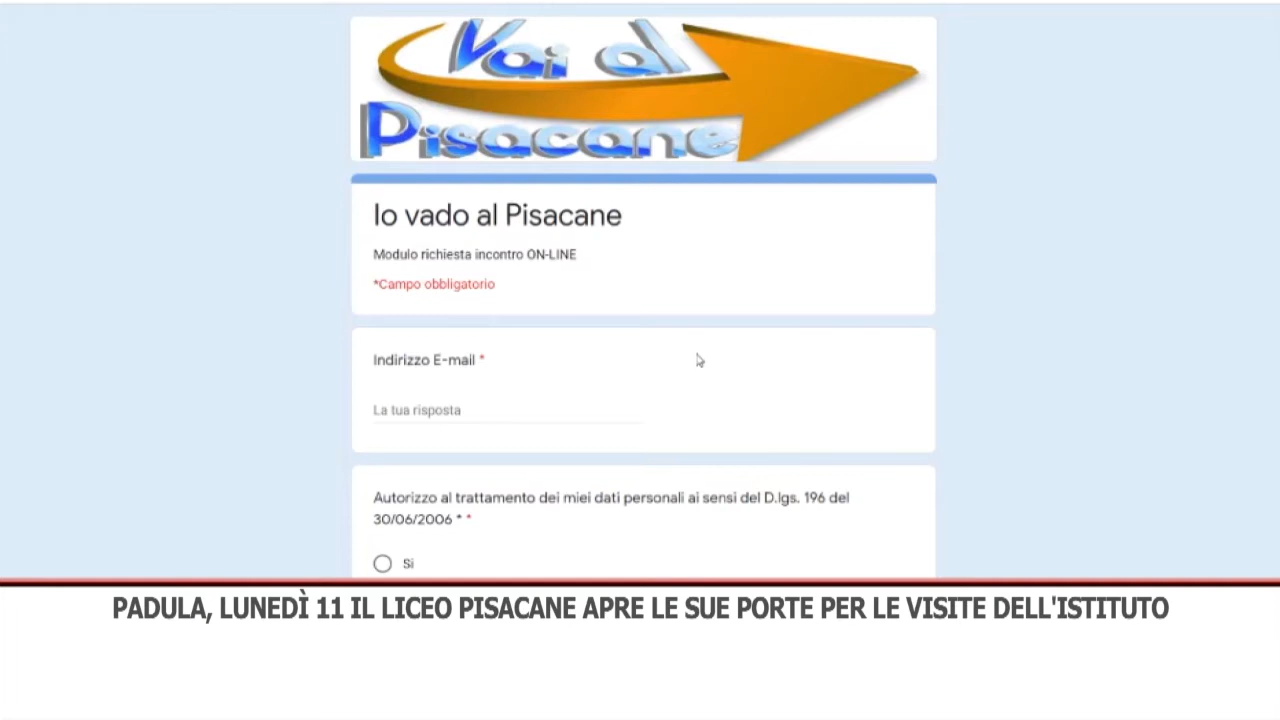 Vai al
Pisacane
Io vado al Pisacane
Modulo richiesta incontro ON-LINE
*Campo obbligatorio
Indirizzo E-mail *
La tua risposta
Autorizzo al trattamento dei miei dati personali ai sensi del D.lgs. 196 del
30/06/2006 * *
Si
PADULA, LUNEDÌ 11 IL LICEO PISACANE APRE LE SUE PORTE PER LE VISITE DELL'ISTITUTO